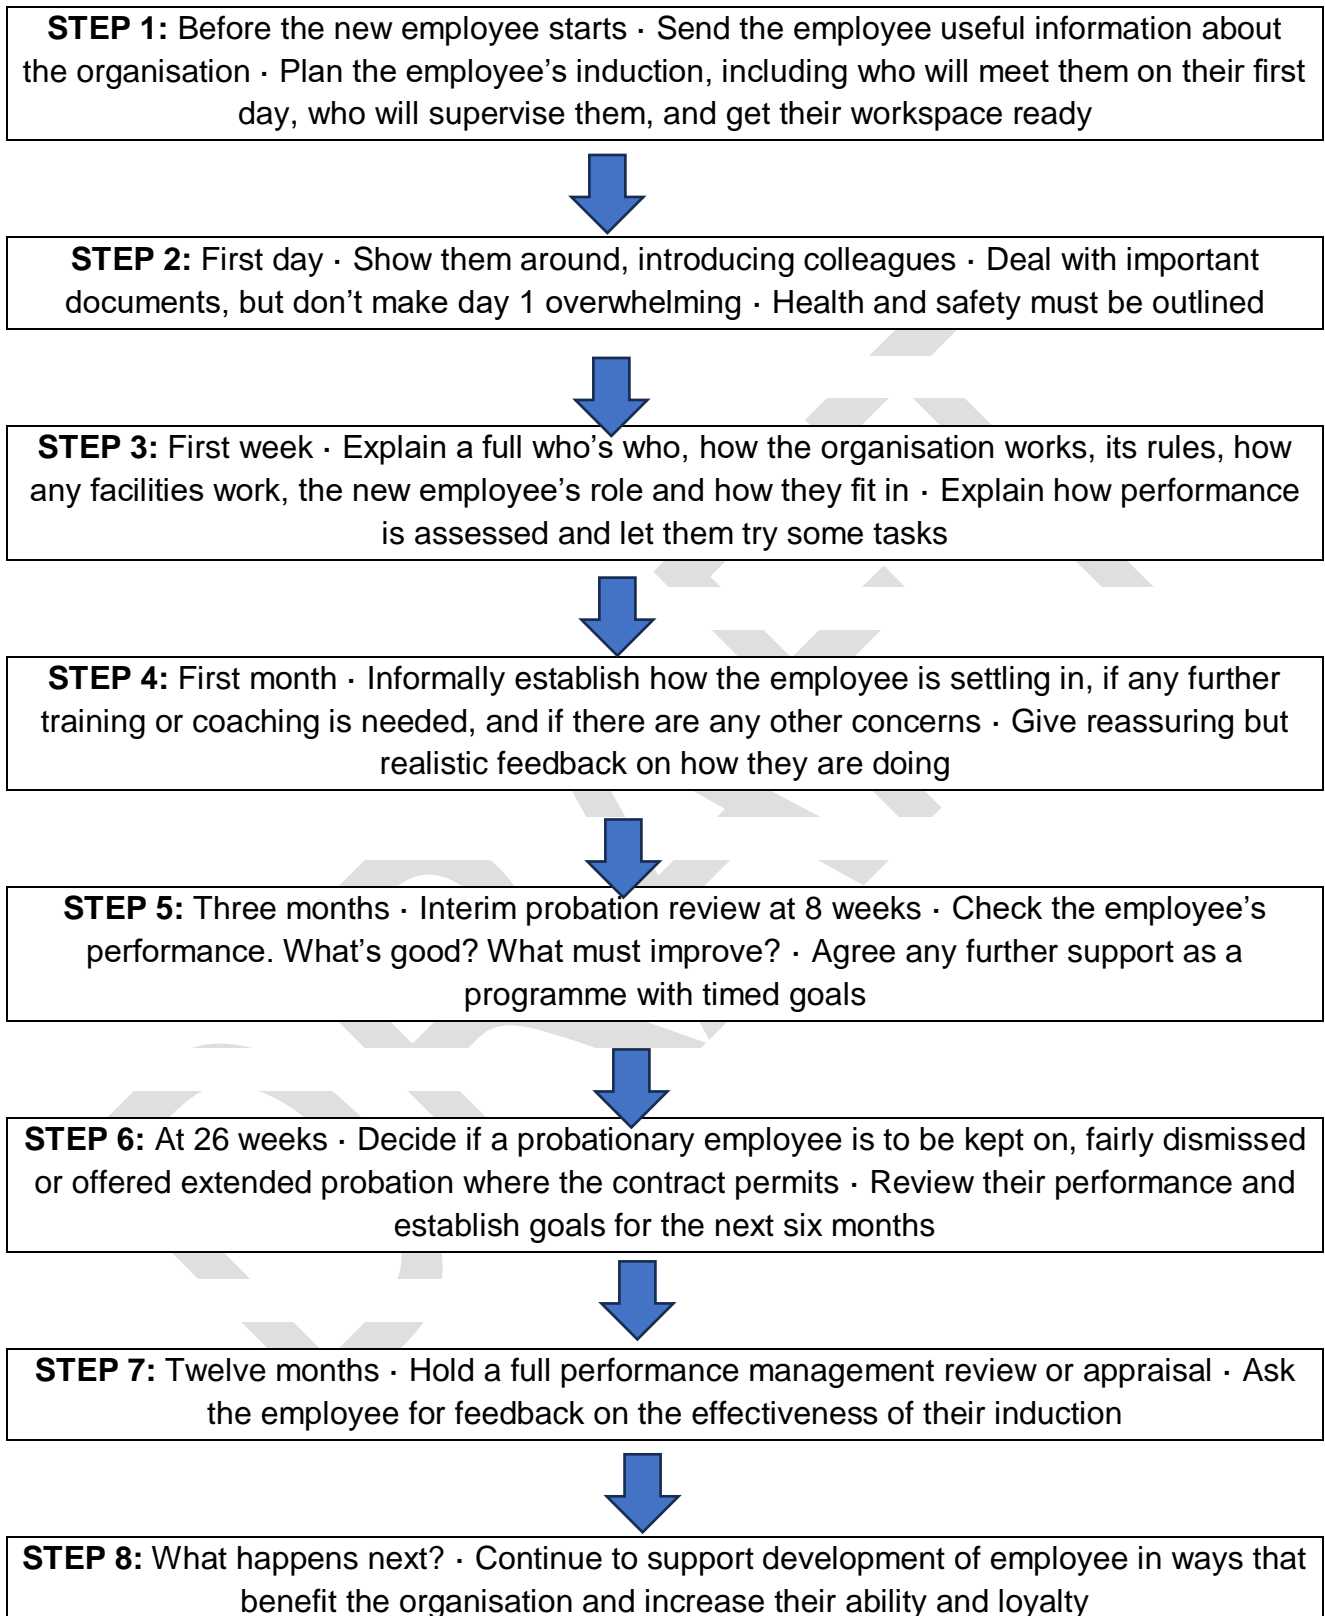 STEP 1: Before the new employee starts · Send the employee useful information about
the organisation · Plan the employee’s induction, including who will meet them on their first
day, who will supervise them, and get their workspace ready
STEP 2: First day · Show them around, introducing colleagues · Deal with important
documents, but don’t make day 1 overwhelming · Health and safety must be outlined
STEP 3: First week · Explain a full who’s who, how the organisation works, its rules, how
any facilities work, the new employee’s role and how they fit in · Explain how performance
is assessed and let them try some tasks
STEP 4: First month · Informally establish how the employee is settling in, if any further
training or coaching is needed, and if there are any other concerns · Give reassuring but
realistic feedback on how they are doing
STEP 5: Three months · Interim probation review at 8 weeks · Check the employee’s
performance. What’s good? What must improve? · Agree any further support as a
programme with timed goals
STEP 6: At 26 weeks · Decide if a probationary employee is to be kept on, fairly dismissed
or offered extended probation where the contract permits · Review their performance and
establish goals for the next six months
STEP 7: Twelve months · Hold a full performance management review or appraisal · Ask
the employee for feedback on the effectiveness of their induction
STEP 8: What happens next? · Continue to support development of employee in ways that
benefit the organisation and increase their ability and loyalty